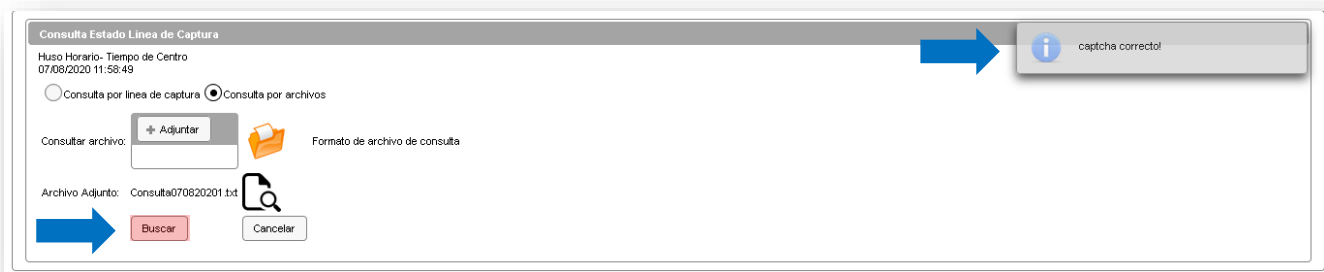 Consulta Estado Linea de Captura
captcha correcto!
Huso Horario- Tiempo de Centro
07/08/2020 11:58:49
Consulta por linea de captura Consulta por archivos
+ Adjuntar
Consultar archivo: Formato de archivo de consulta
Archivo Adjunto: Consulta070820201.txt
Buscar Cancelar